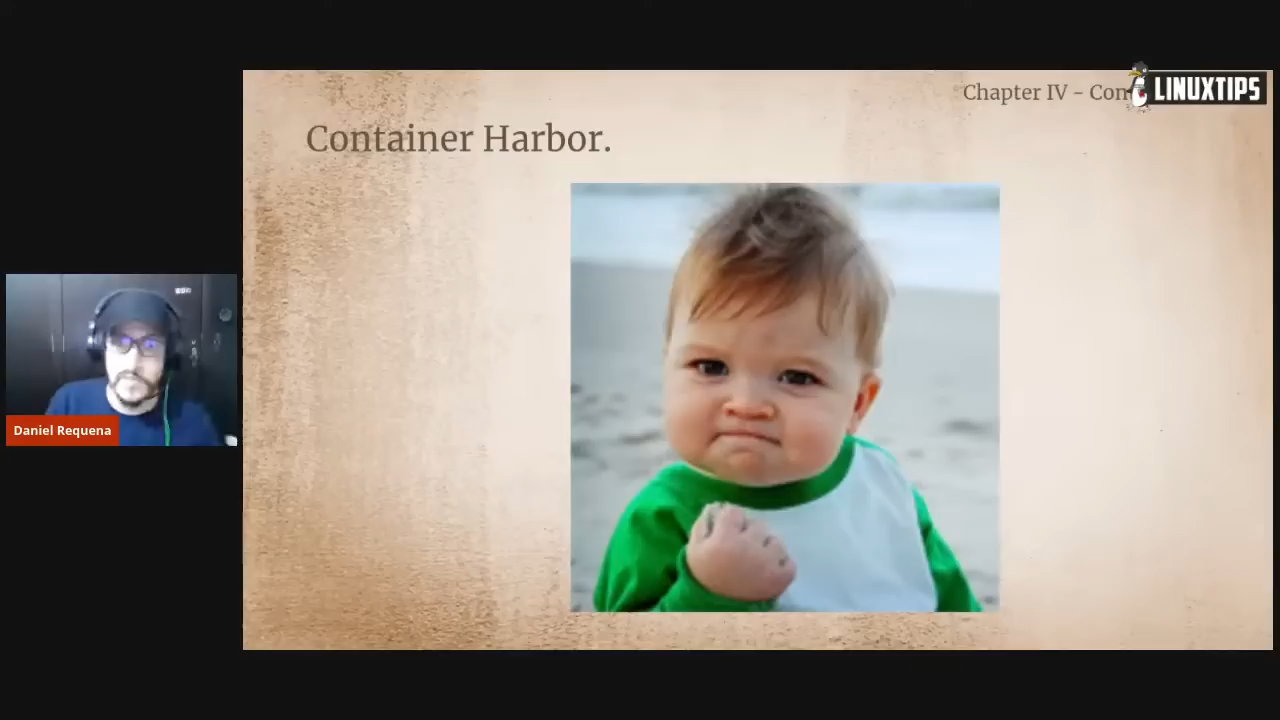 Chapter IV - Con
LINUXTIPS
Container Harbor.
Daniel Requena